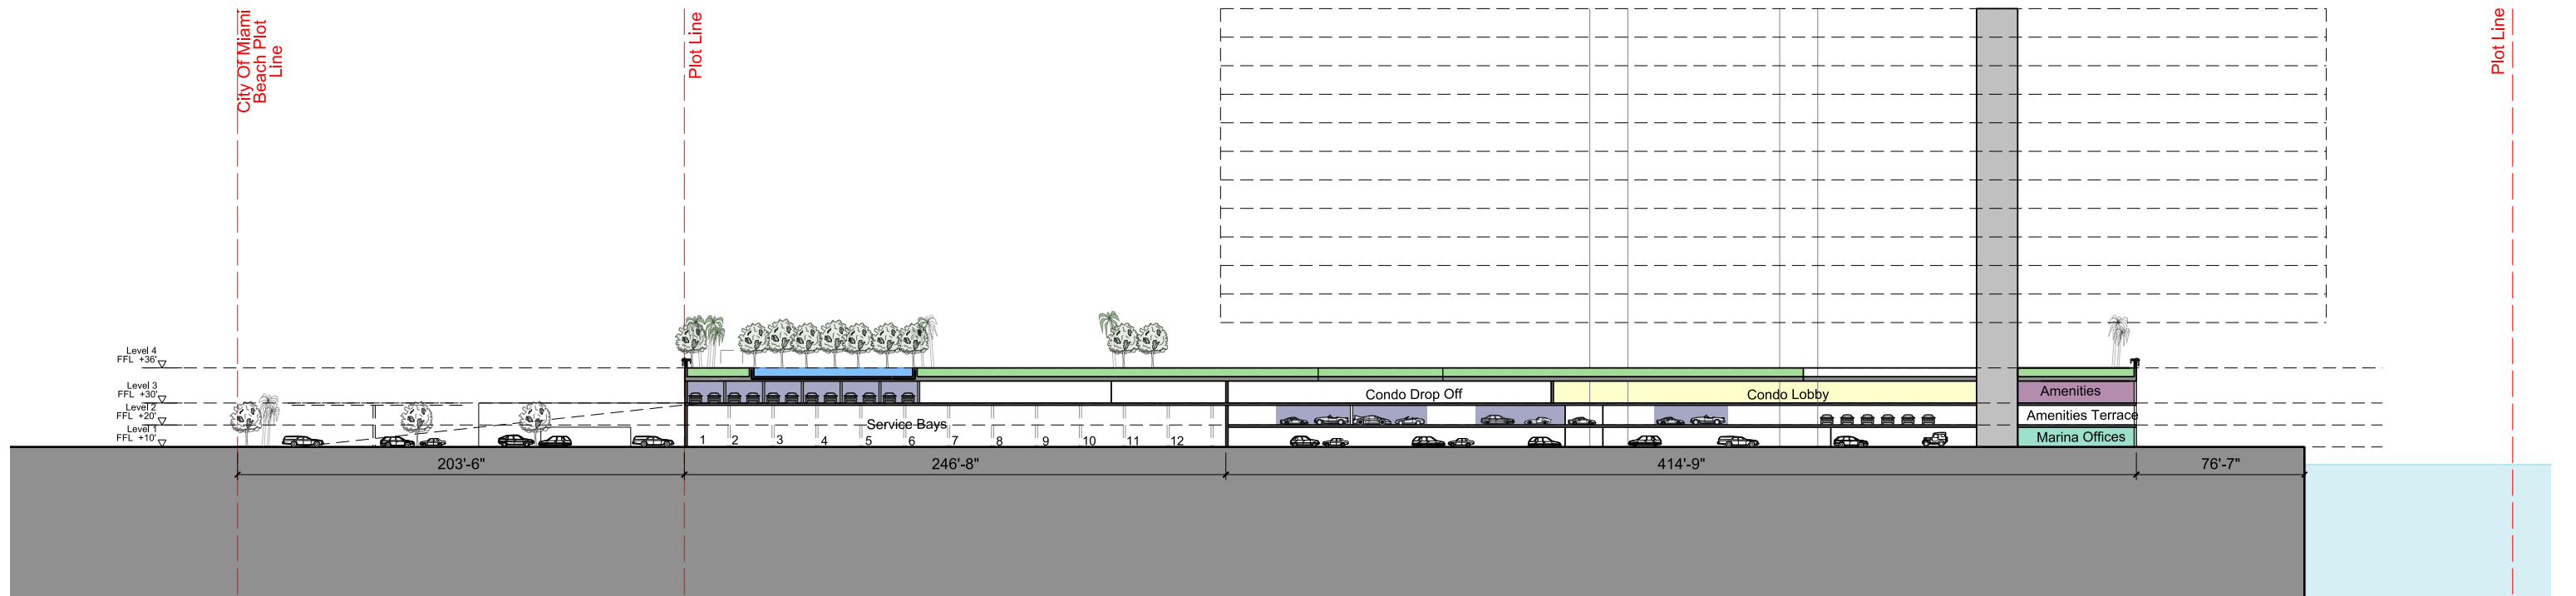 City Of Miami
Beach Plot
Line
Plot Line
Plot Line
Level 4
FFL +36'
Level 3
FFL +30'
Level 2
FFL +20'
Level 1
FFL +10'
Condo Drop Off
Condo Lobby
Amenities
Amenities Terrace
Marina Offices
Service Bays
1 2 3 4 5 6 7 8 9 10 11 12
203'-6" 246'-8" 414'-9" 76'-7"